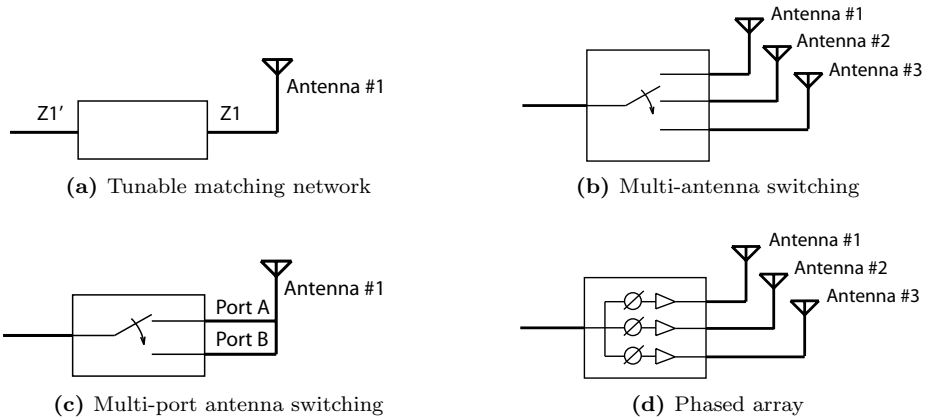 Antenna #1
Z1'
Z1
(a) Tunable matching network
Antenna #1
Antenna #2
Antenna #3
(b) Multi-antenna switching
Antenna #1
Port A
Port B
(c) Multi-port antenna switching
Antenna #1
Antenna #2
Antenna #3
(d) Phased array